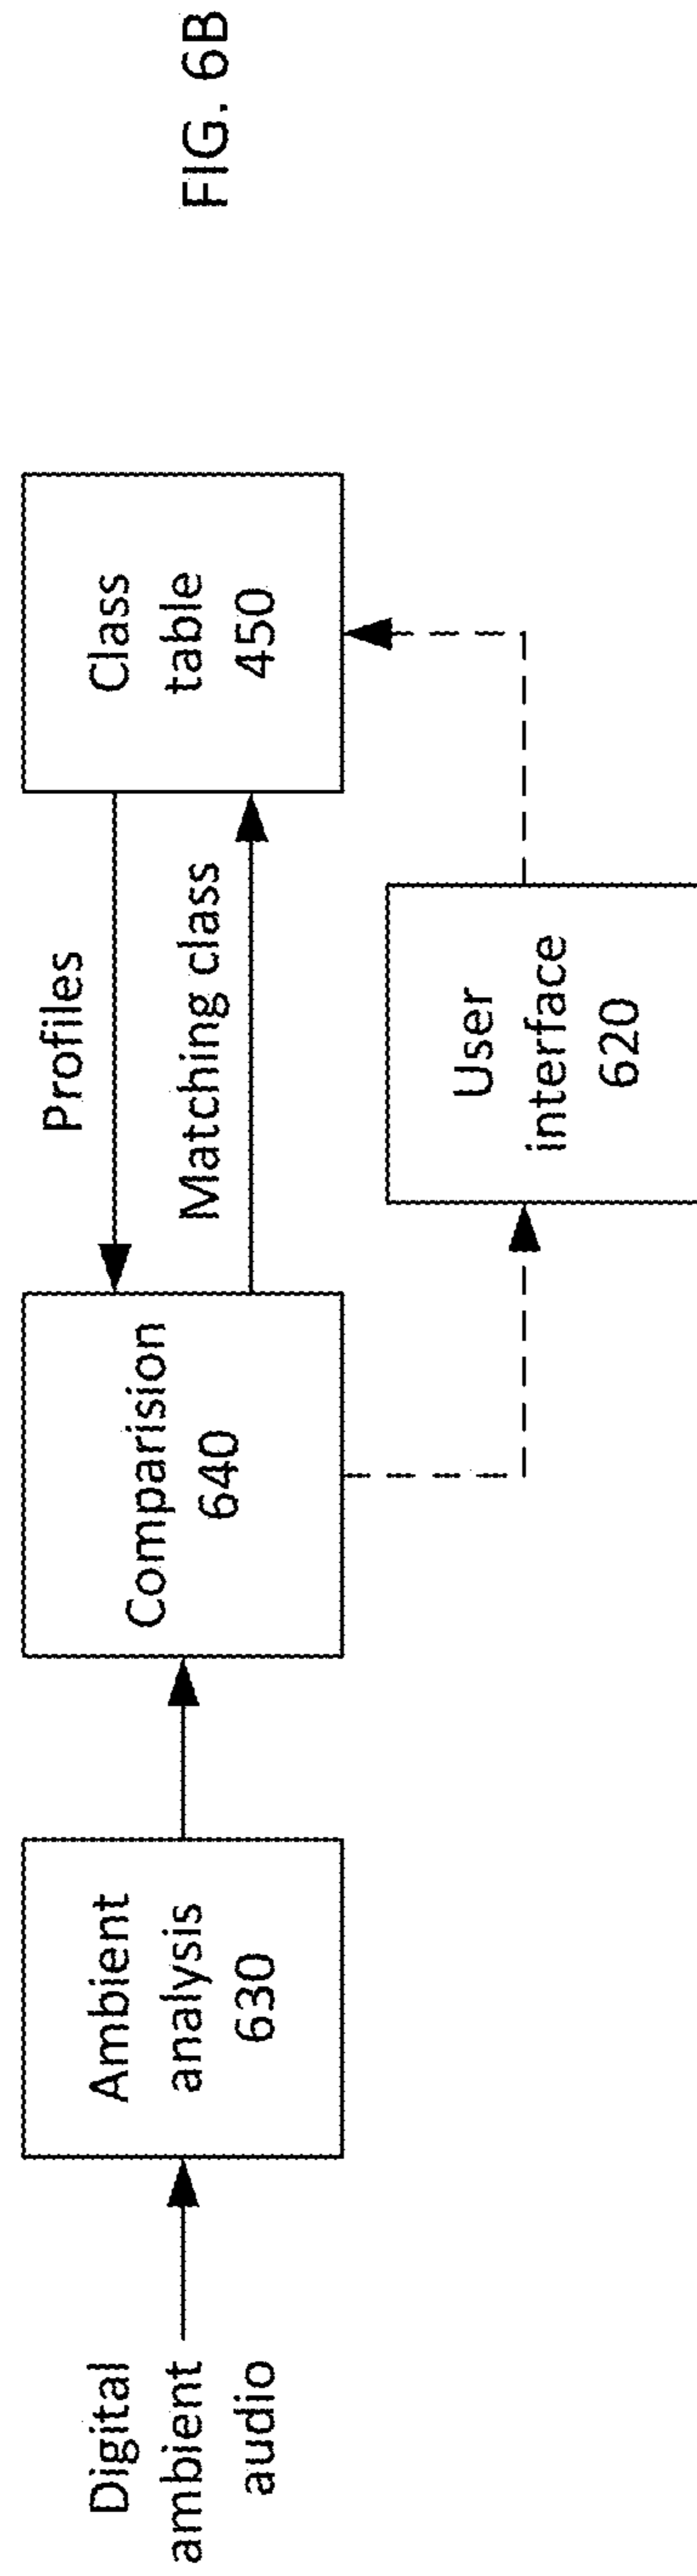 Digital
ambient
audio
Ambient
analysis
630
Comparision
640
Profiles
Matching class
Class
table
450
User
interface
620
FIG. 6B